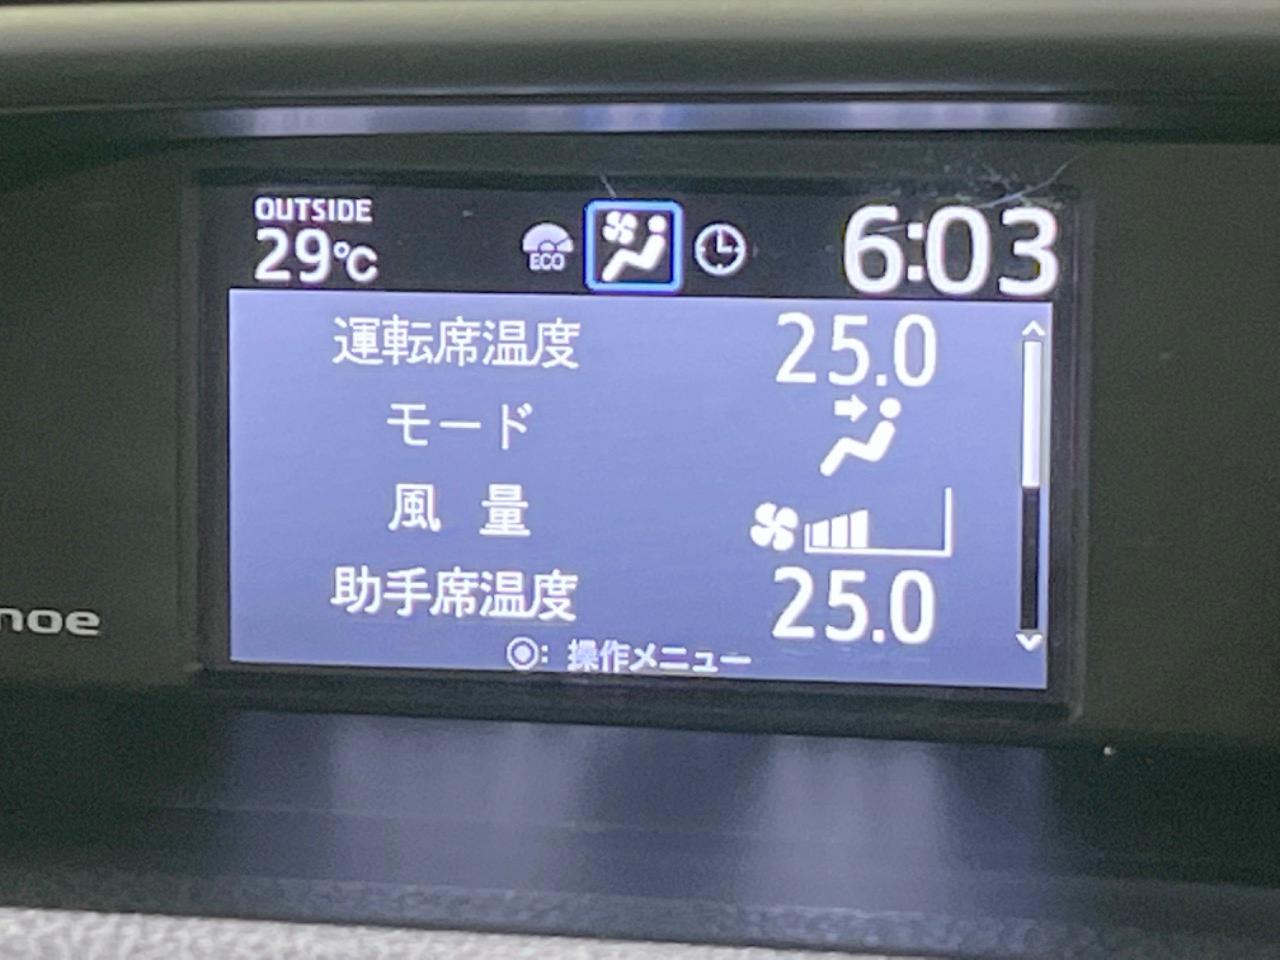 OUTSIDE
29℃
ECO
6:03
運転席温度 25.0
モード
風 量
助手席温度 25.0
: 操作メニュー